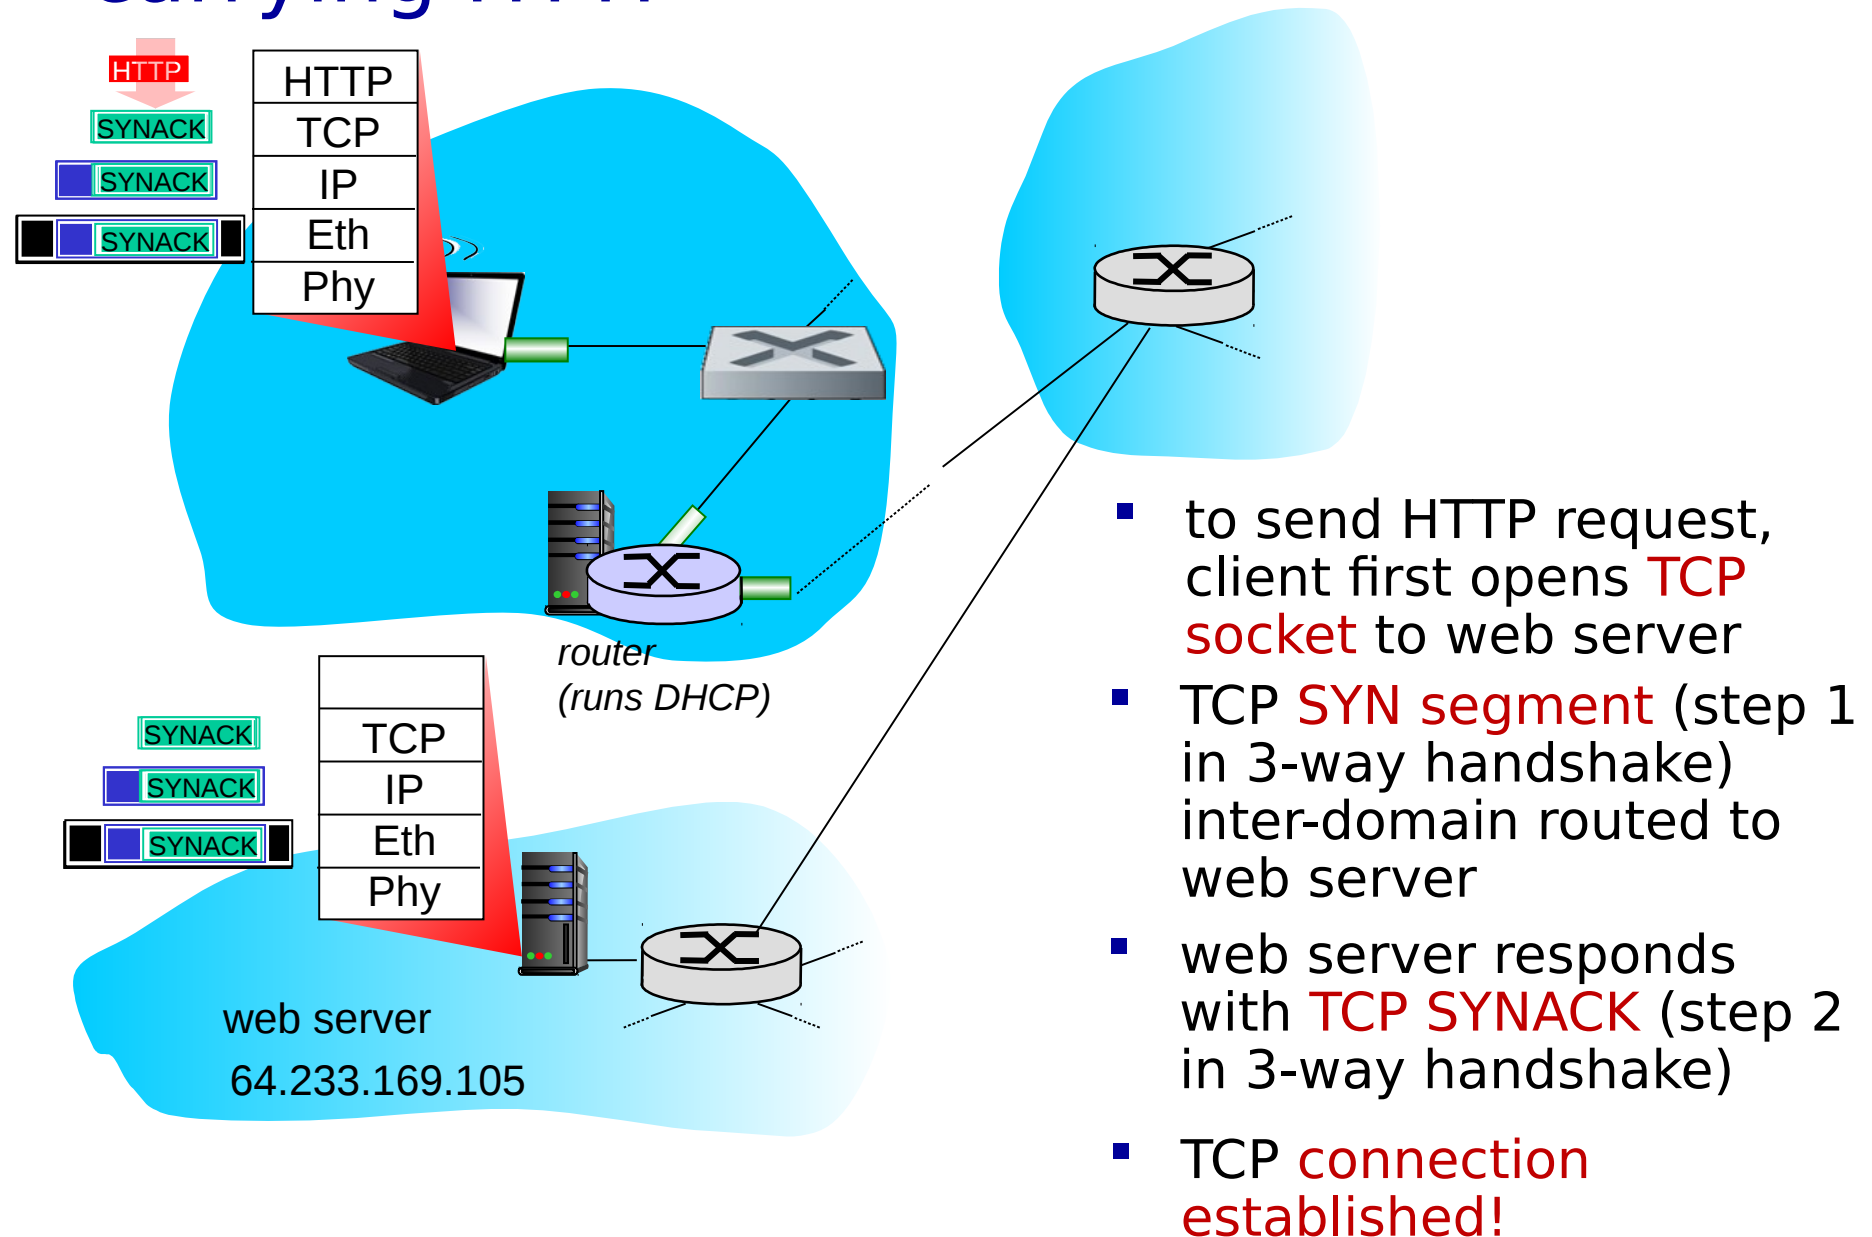 HTTP
SYNACK
SYNACK
SYNACK
HTTP
TCP
IP
Eth
Phy
router
(runs DHCP)
SYNACK
SYNACK
SYNACK
TCP
IP
Eth
Phy
web server
64.233.169.105
to send HTTP request,
client first opens TCP
socket to web server
TCP SYN segment (step 1
in 3-way handshake)
inter-domain routed to
web server
web server responds
with TCP SYNACK (step 2
in 3-way handshake)
TCP connection
established!